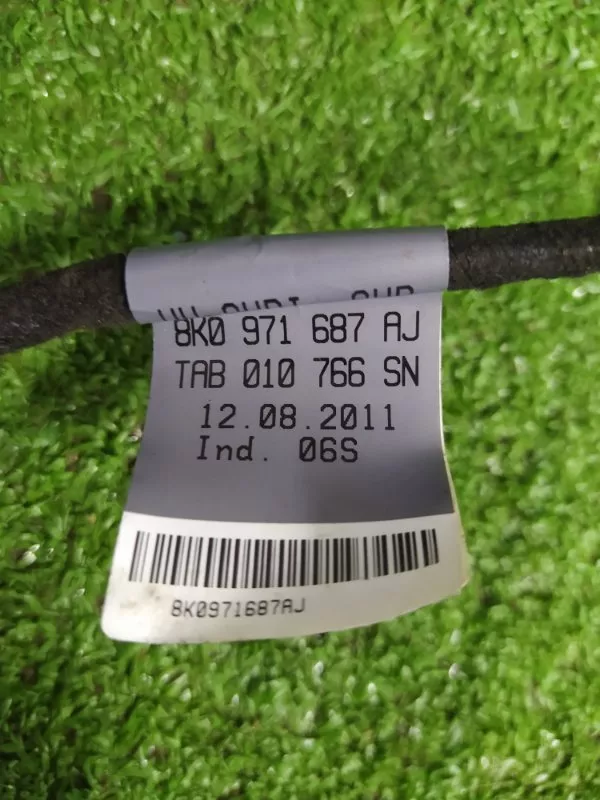 8K0 971 687 AJ
TAB 010 766 SN
12.08.2011
Ind. 06S
8K0971687AJ